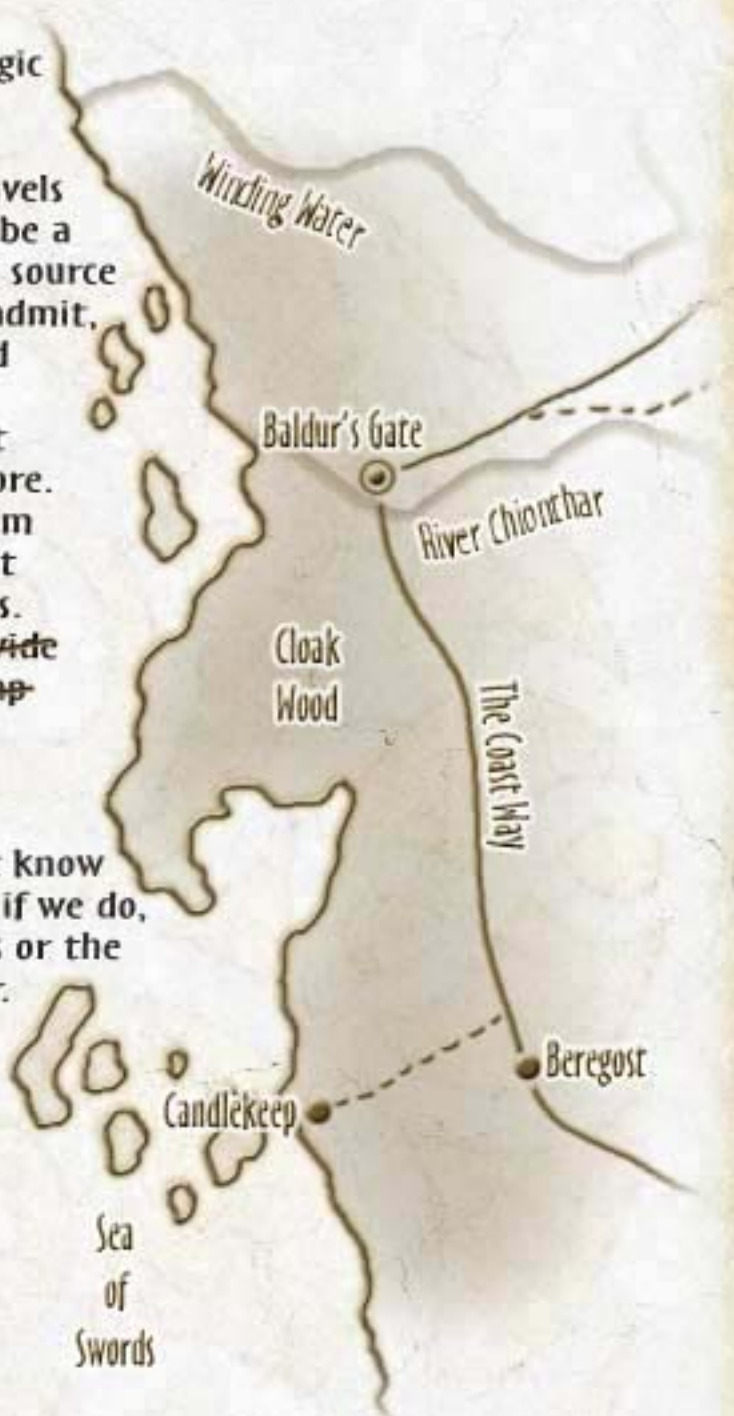 gic
vels
be a
source
admit,
ore.
m
t
s.
know
if we do,
s or the
Winding Water
Baldur's Gate
River Chionthar
Cloak
Wood
The Coast Way
Beregost
Candlekeep
Sea
of
Swords